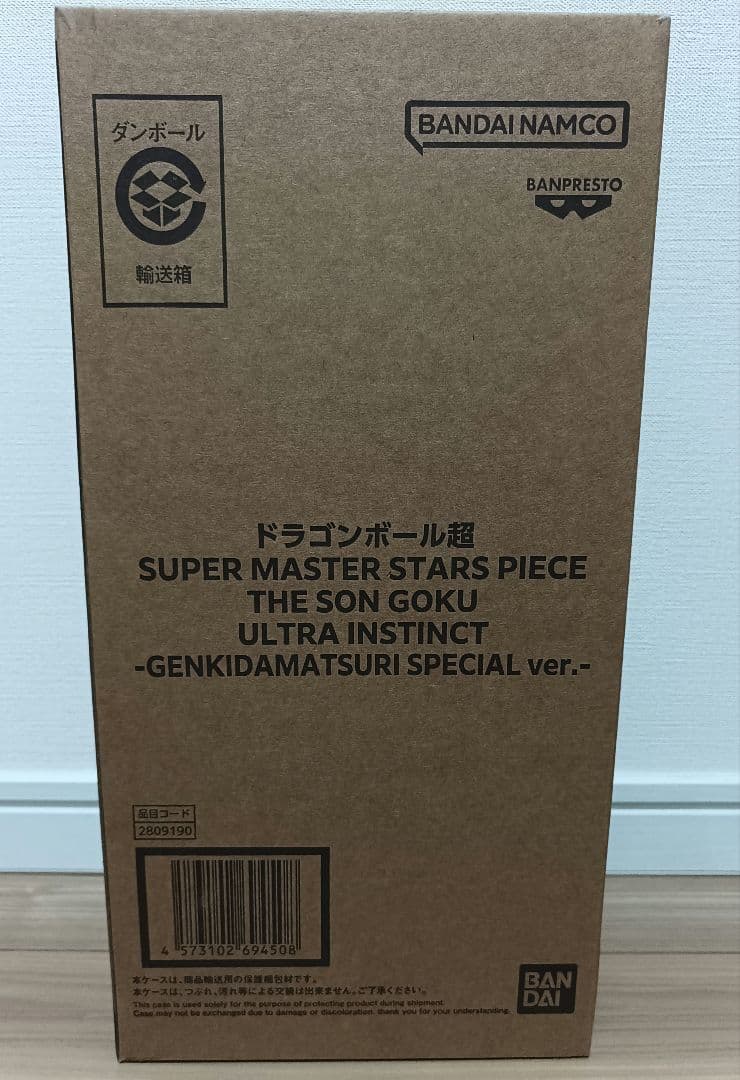 ダンボール
輸送箱
BANDAI NAMCO
BANPRESTO
ドラゴンボール超
SUPER MASTER STARS PIECE
THE SON GOKU
ULTRA INSTINCT
-GENKIDAMATSURI SPECIAL ver.-
品目コード
2809190
4 573102 694508
本ケースは、商品輸送用の保護梱包材です。
本ケースは、つぶれ、汚れ等による交換は出来ません。ご了承ください。
This case is used solely for the purpose of protecting product during shipment.
Case may not be exchanged due to damage or discoloration. thank you for your understanding.
BAN
DAI